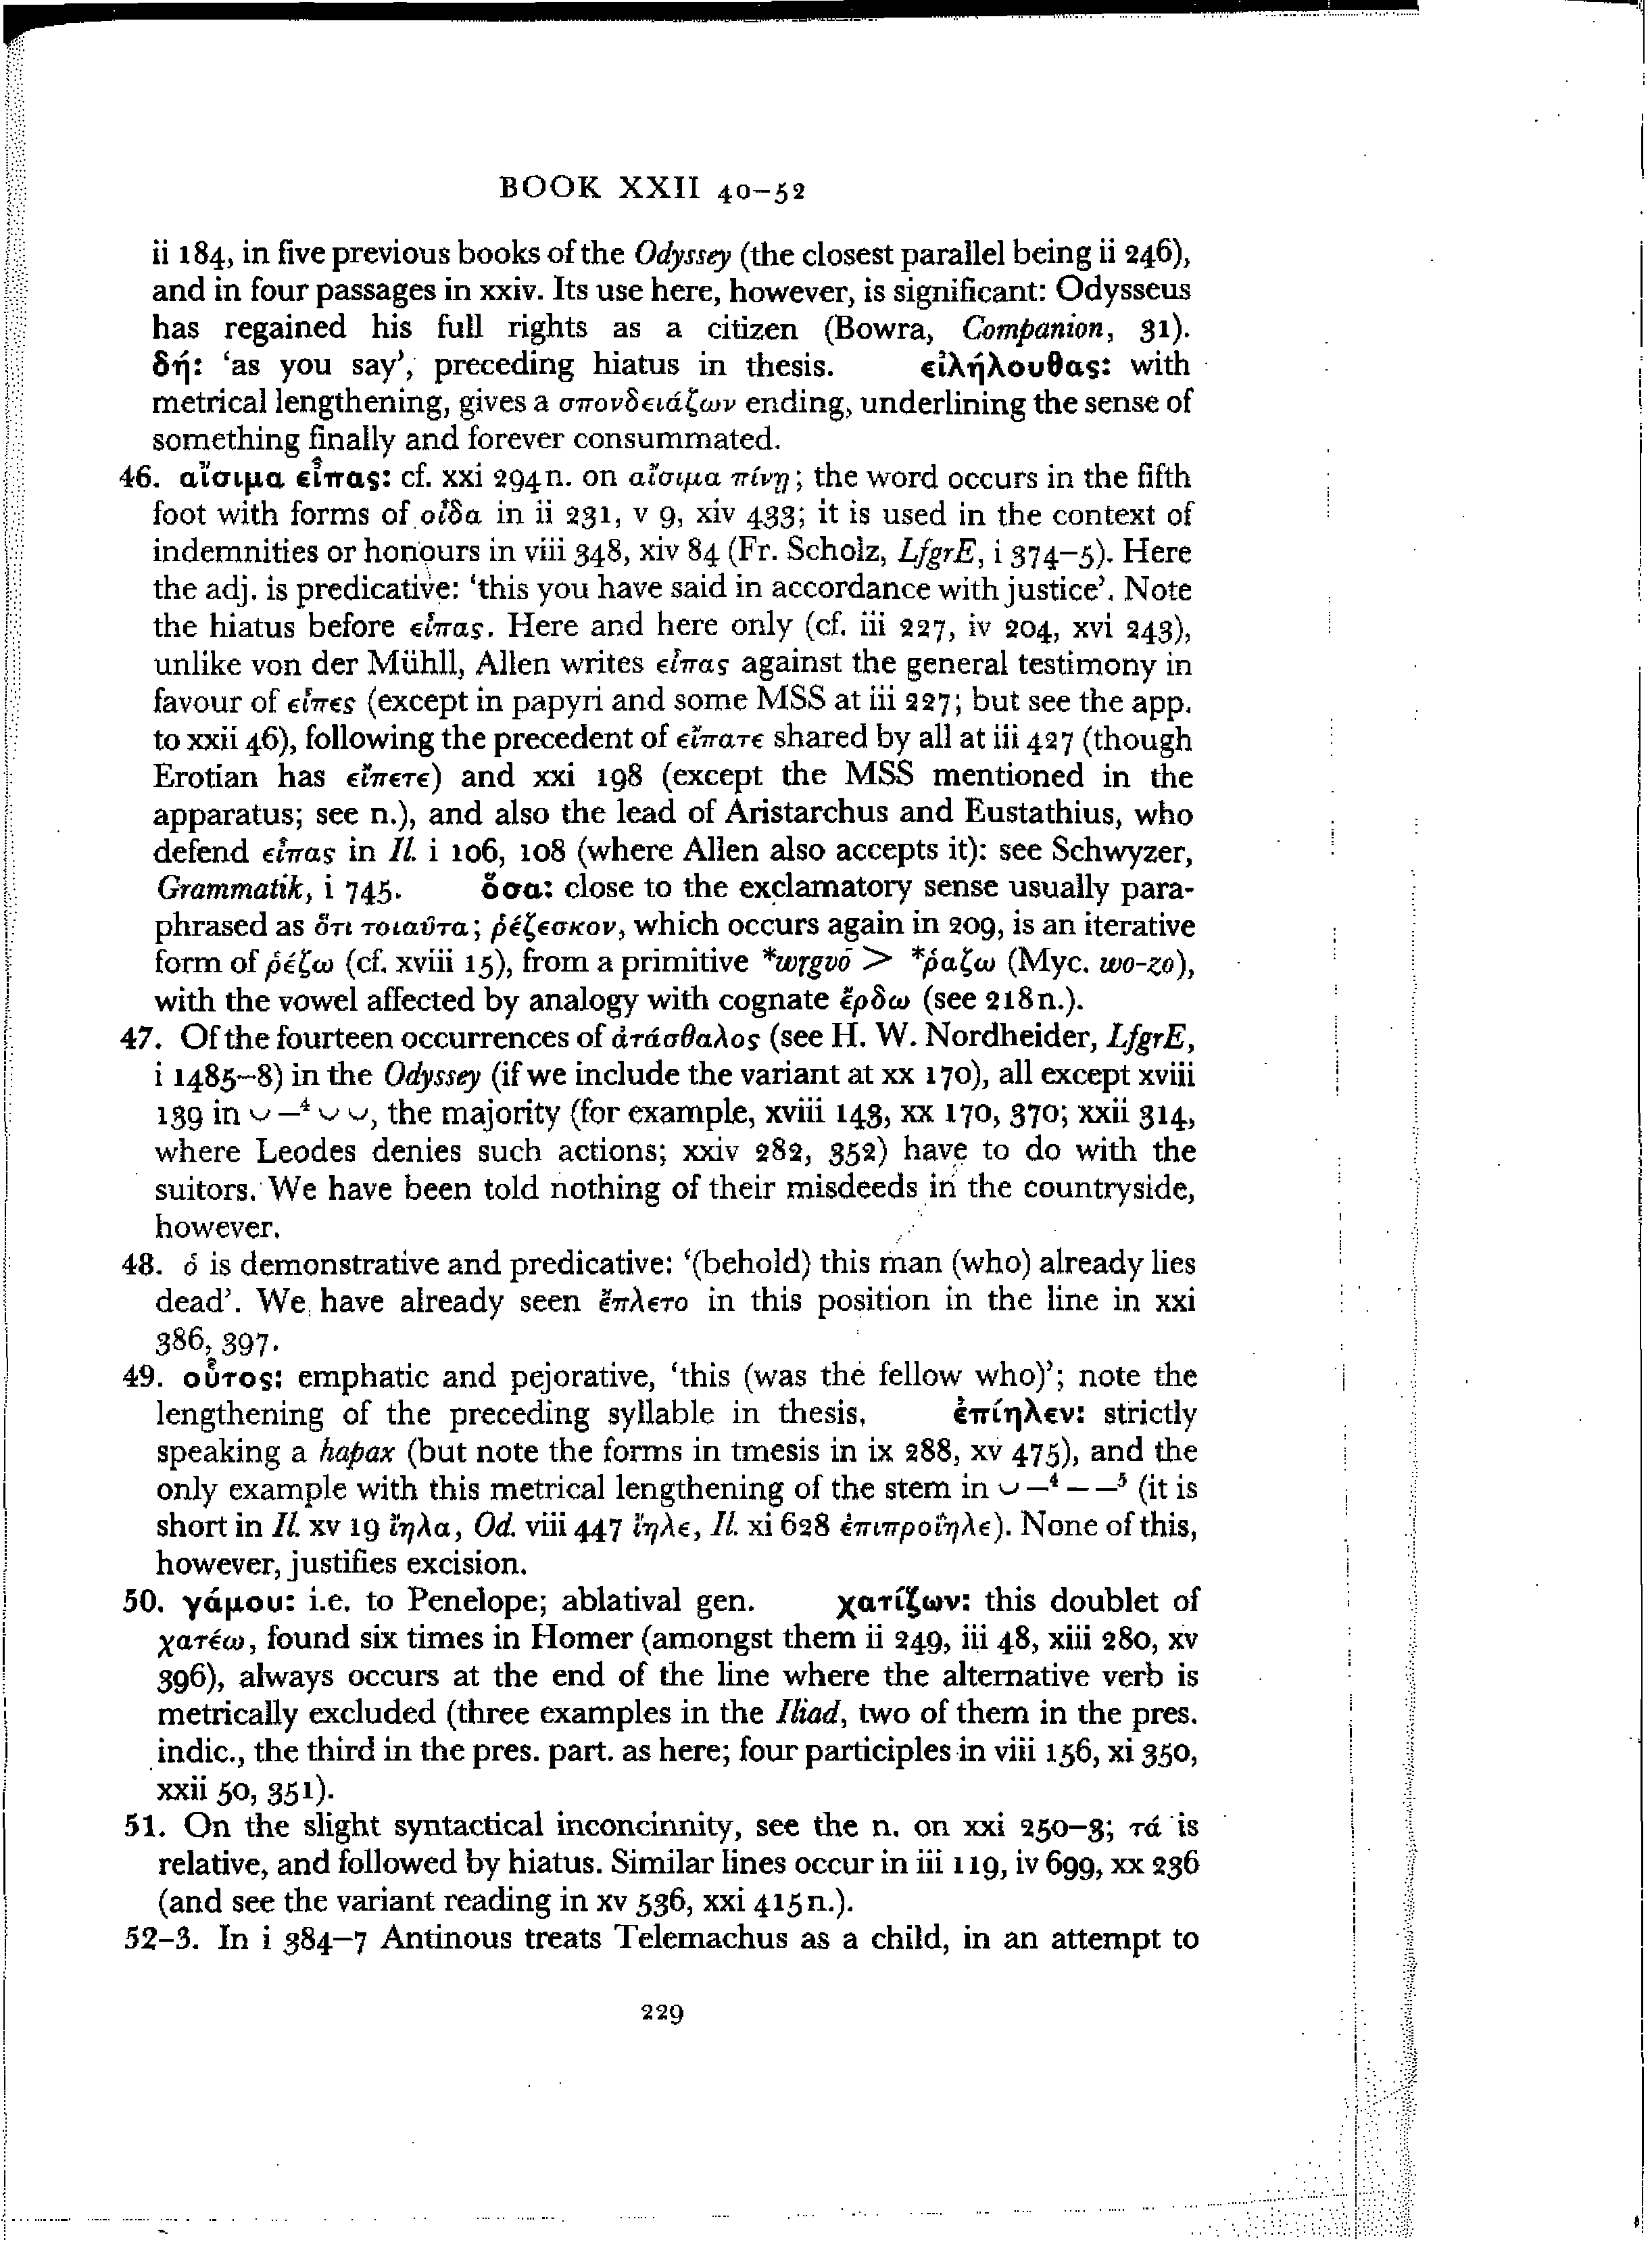 BOOK XXII 40–52
ii 184, in five previous books of the Odyssey (the closest parallel being ii 246),
and in four passages in xxiv. Its use here, however, is significant: Odysseus
has regained his full rights as a citizen (Bowra, Companion, 31).
δή: ‘as you say’, preceding hiatus in thesis. εἰλήλουθας: with
metrical lengthening, gives a σπονδειάζων ending, underlining the sense of
something finally and forever consummated.
46. αἴσιμα εἶπας: cf. xxi 294 n. on αἴσιμα πίνῃ; the word occurs in the fifth
foot with forms of οἶδα in ii 231, v 9, xiv 433; it is used in the context of
indemnities or honours in viii 348, xiv 84 (Fr. Scholz, LfgrE, i 374–5). Here
the adj. is predicative: ‘this you have said in accordance with justice’. Note
the hiatus before εἶπας. Here and here only (cf. iii 227, iv 204, xvi 243),
unlike von der Mühll, Allen writes εἶπας against the general testimony in
favour of εἶπες (except in papyri and some MSS at iii 227; but see the app.
to xxii 46), following the precedent of εἴπατε shared by all at iii 427 (though
Erotian has εἴπετε) and xxi 198 (except the MSS mentioned in the
apparatus; see n.), and also the lead of Aristarchus and Eustathius, who
defend εἶπας in Il. i 106, 108 (where Allen also accepts it): see Schwyzer,
Grammatik, i 745. ὅσα: close to the exclamatory sense usually para-
phrased as ὅτι τοιαῦτα; ῥέζεσκον, which occurs again in 209, is an iterative
form of ῥέζω (cf. xviii 15), from a primitive *wṛgyō > *ῥαζω (Myc. wo-zo),
with the vowel affected by analogy with cognate ἔρδω (see 218 n.).
47. Of the fourteen occurrences of ἀτάσθαλος (see H. W. Nordheider, LfgrE,
i 1485–8) in the Odyssey (if we include the variant at xx 170), all except xviii
139 in ⏑ –⁴ ⏑ ⏑, the majority (for example, xviii 143, xx 170, 370; xxii 314,
where Leodes denies such actions; xxiv 282, 352) have to do with the
suitors. We have been told nothing of their misdeeds in the countryside,
however.
48. ὁ is demonstrative and predicative: ‘(behold) this man (who) already lies
dead’. We have already seen ἔπλετο in this position in the line in xxi
386, 397.
49. οὗτος: emphatic and pejorative, ‘this (was the fellow who)’; note the
lengthening of the preceding syllable in thesis, ἐπίηλεν: strictly
speaking a hapax (but note the forms in tmesis in ix 288, xv 475), and the
only example with this metrical lengthening of the stem in ⏑ –⁴ – –⁵ (it is
short in Il. xv 19 ἴηλα, Od. viii 447 ἴηλε, Il. xi 628 ἐπιπροΐηλε). None of this,
however, justifies excision.
50. γάμου: i.e. to Penelope; ablatival gen. χατίζων: this doublet of
χατέω, found six times in Homer (amongst them ii 249, iii 48, xiii 280, xv
396), always occurs at the end of the line where the alternative verb is
metrically excluded (three examples in the Iliad, two of them in the pres.
indic., the third in the pres. part. as here; four participles in viii 156, xi 350,
xxii 50, 351).
51. On the slight syntactical inconcinnity, see the n. on xxi 250–3; τά is
relative, and followed by hiatus. Similar lines occur in iii 119, iv 699, xx 236
(and see the variant reading in xv 536, xxi 415 n.).
52–3. In i 384–7 Antinous treats Telemachus as a child, in an attempt to
229